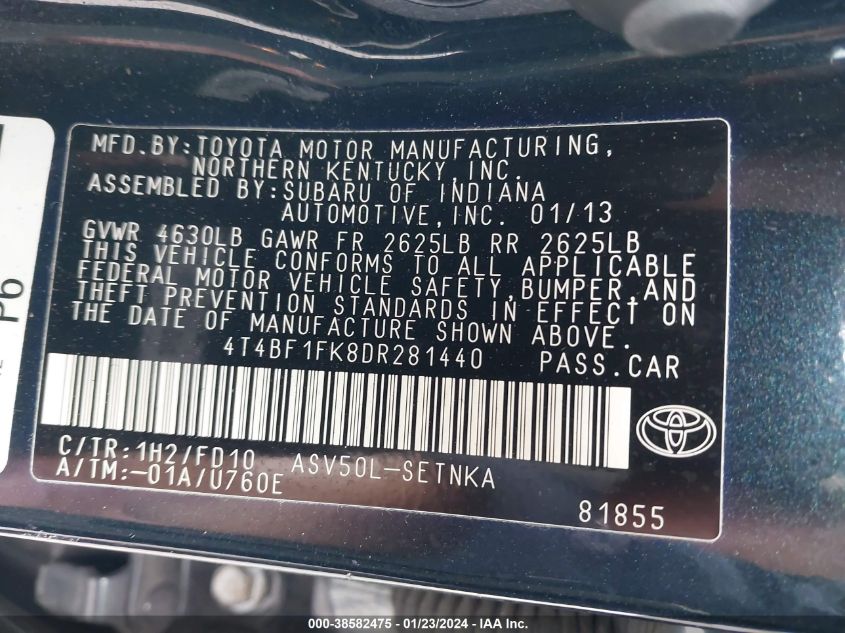 MFD.BY:TOYOTA MOTOR MANUFACTURING,
NORTHERN KENTUCKY, INC.
ASSEMBLED BY:SUBARU OF INDIANA
AUTOMOTIVE,INC. 01/13
GVWR 4630LB GAWR FR 2625LB RR 2625LB
THIS VEHICLE CONFORMS TO ALL APPLICABLE
FEDERAL MOTOR VEHICLE SAFETY,BUMPER,AND
THEFT PREVENTION STANDARDS IN EFFECT ON
THE DATE OF MANUFACTURE SHOWN ABOVE.
4T4BF1FK8DR281440 PASS.CAR
C/TR:1H2/FD10 ASV50L-SETNKA
A/TM:-01A/U760E
81855
P6
000-38582475 - 01/23/2024 - IAA Inc.